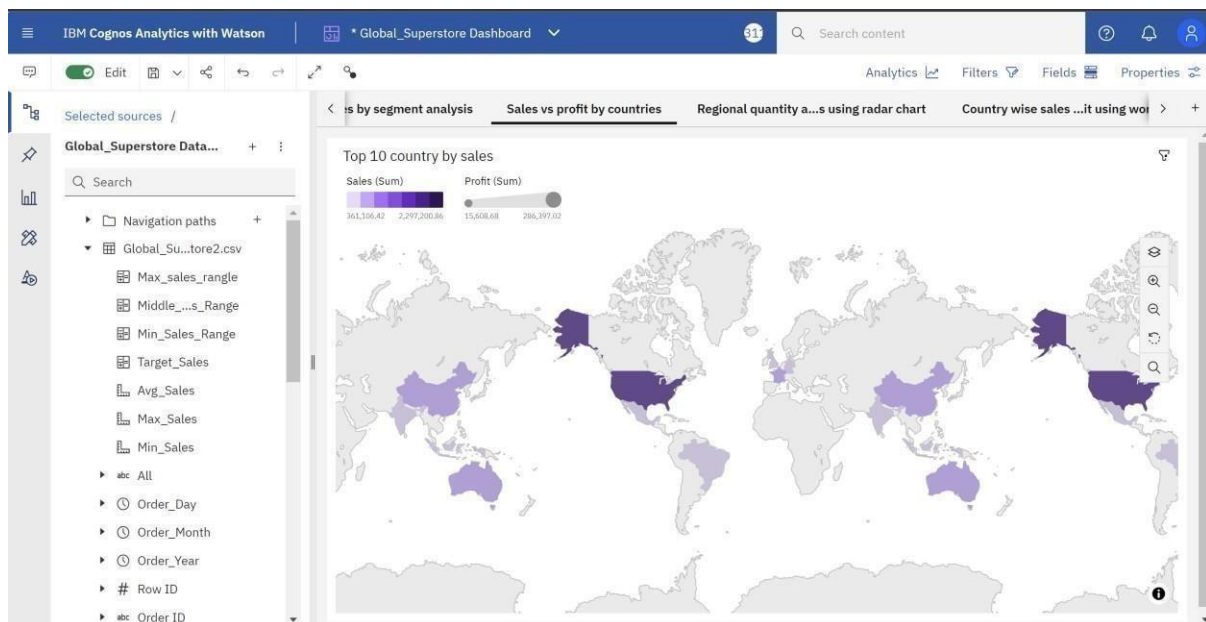 IBM Cognos Analytics with Watson
* Global_Superstore Dashboard
Search content
Edit
Analytics
Filters
Fields
Properties
Selected sources /
Global_Superstore Data...
Search
Navigation paths
Global_Su...tore2.csv
Max_sales_rangle
Middle_...s_Range
Min_Sales_Range
Target_Sales
Avg_Sales
Max_Sales
Min_Sales
abc All
Order_Day
Order_Month
Order_Year
# Row ID
abc Order ID
es by segment analysis
Sales vs profit by countries
Regional quantity a...s using radar chart
Country wise sales ...it using wor
Top 10 country by sales
Sales (Sum)
Profit (Sum)
361,106.42 2,297,200.86
15,608.68 286,397.02